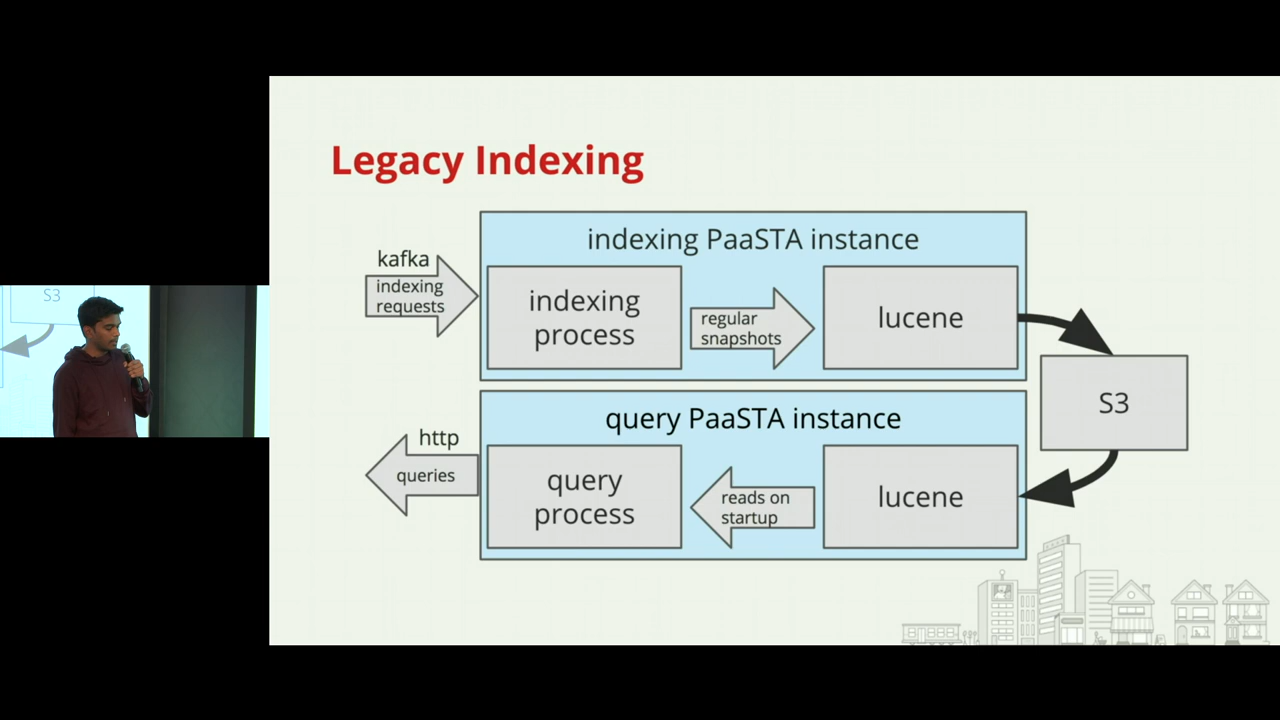 Legacy Indexing
indexing PaaSTA instance
kafka
indexing
requests
indexing
process
regular
snapshots
lucene
S3
query PaaSTA instance
http
queries
query
process
reads on
startup
lucene
S3